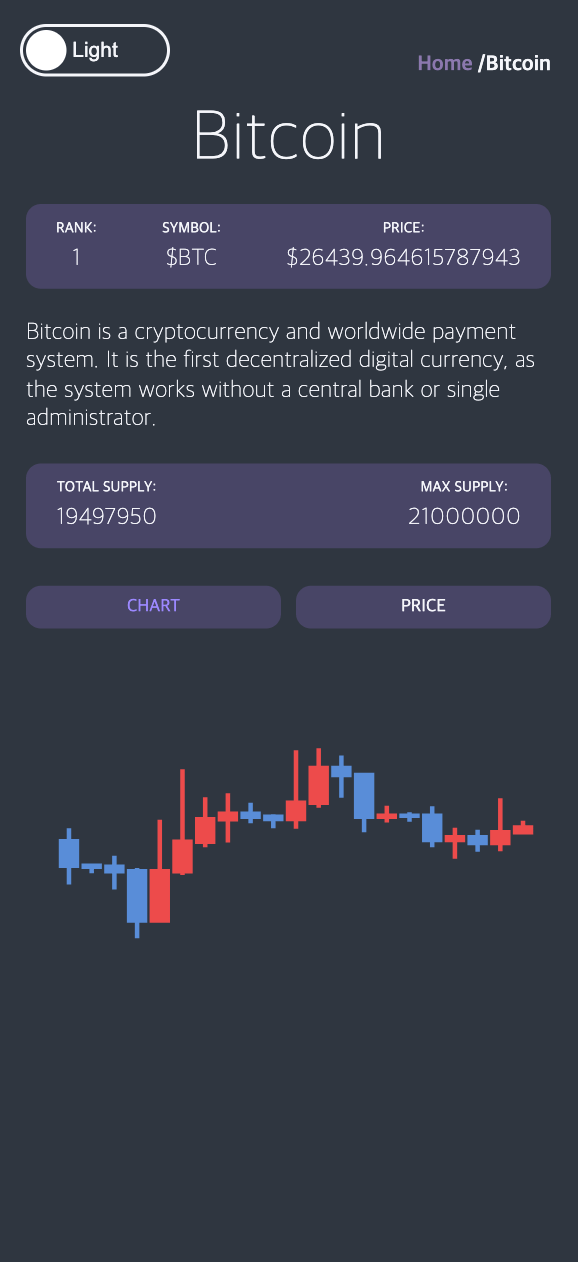 Light
Home /Bitcoin
Bitcoin
RANK: SYMBOL: PRICE:
1 $BTC $26439.964615787943
Bitcoin is a cryptocurrency and worldwide payment
system. It is the first decentralized digital currency, as
the system works without a central bank or single
administrator.
TOTAL SUPPLY: MAX SUPPLY:
19497950 21000000
CHART PRICE